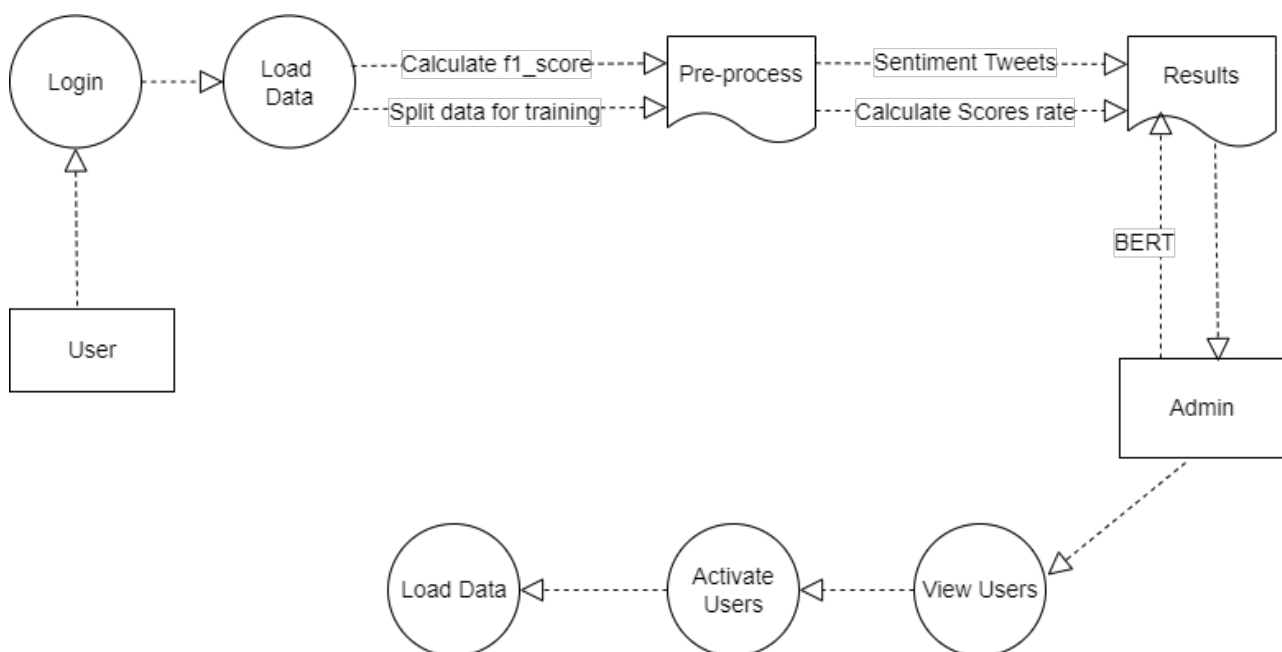 Login
Load
Data
Calculate f1_score
Split data for training
Pre-process
Sentiment Tweets
Calculate Scores rate
Results
BERT
User
Admin
Load Data
Activate
Users
View Users